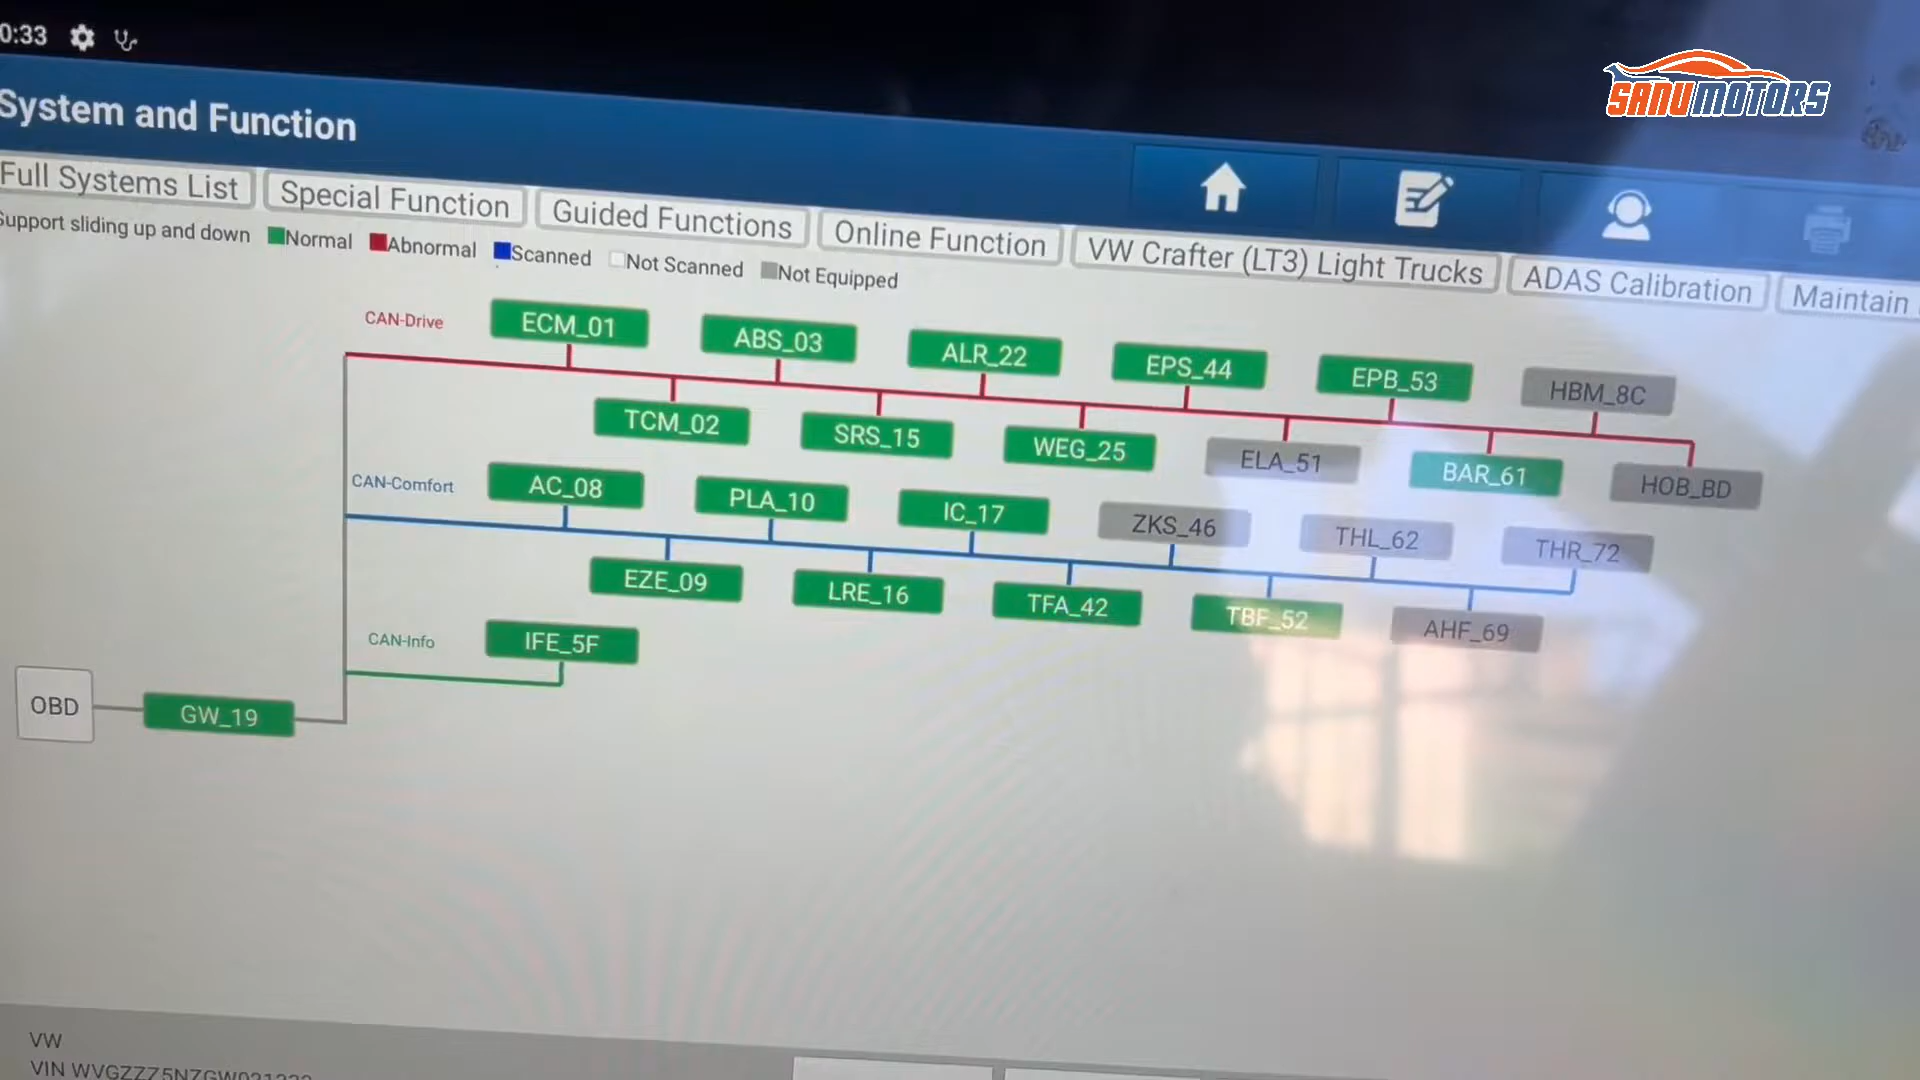 0:33
SANUMOTORS
System and Function
Full Systems List Special Function Guided Functions Online Function VW Crafter (LT3) Light Trucks ADAS Calibration Maintain
Support sliding up and down Normal Abnormal Scanned Not Scanned Not Equipped
CAN-Drive
ECM_01 ABS_03 ALR_22 EPS_44 EPB_53 HBM_8C
TCM_02 SRS_15 WEG_25 ELA_51 BAR_61 HOB_BD
CAN-Comfort
AC_08 PLA_10 IC_17 ZKS_46 THL_62 THR_72
EZE_09 LRE_16 TFA_42 TBF_52 AHF_69
CAN-Info
IFE_5F
OBD GW_19
VW
VIN